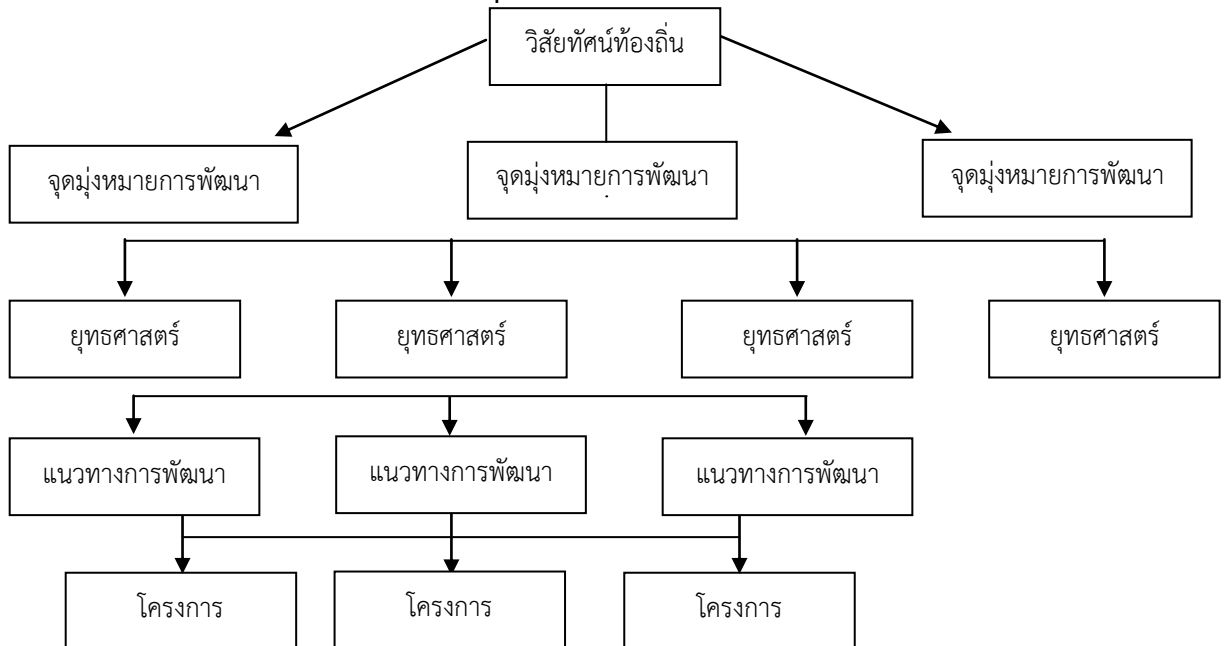 วิสัยทัศน์ท้องถิ่น
จุดมุ่งหมายการพัฒนา
จุดมุ่งหมายการพัฒนา
จุดมุ่งหมายการพัฒนา
ยุทธศาสตร์
ยุทธศาสตร์
ยุทธศาสตร์
ยุทธศาสตร์
แนวทางการพัฒนา
แนวทางการพัฒนา
แนวทางการพัฒนา
โครงการ
โครงการ
โครงการ